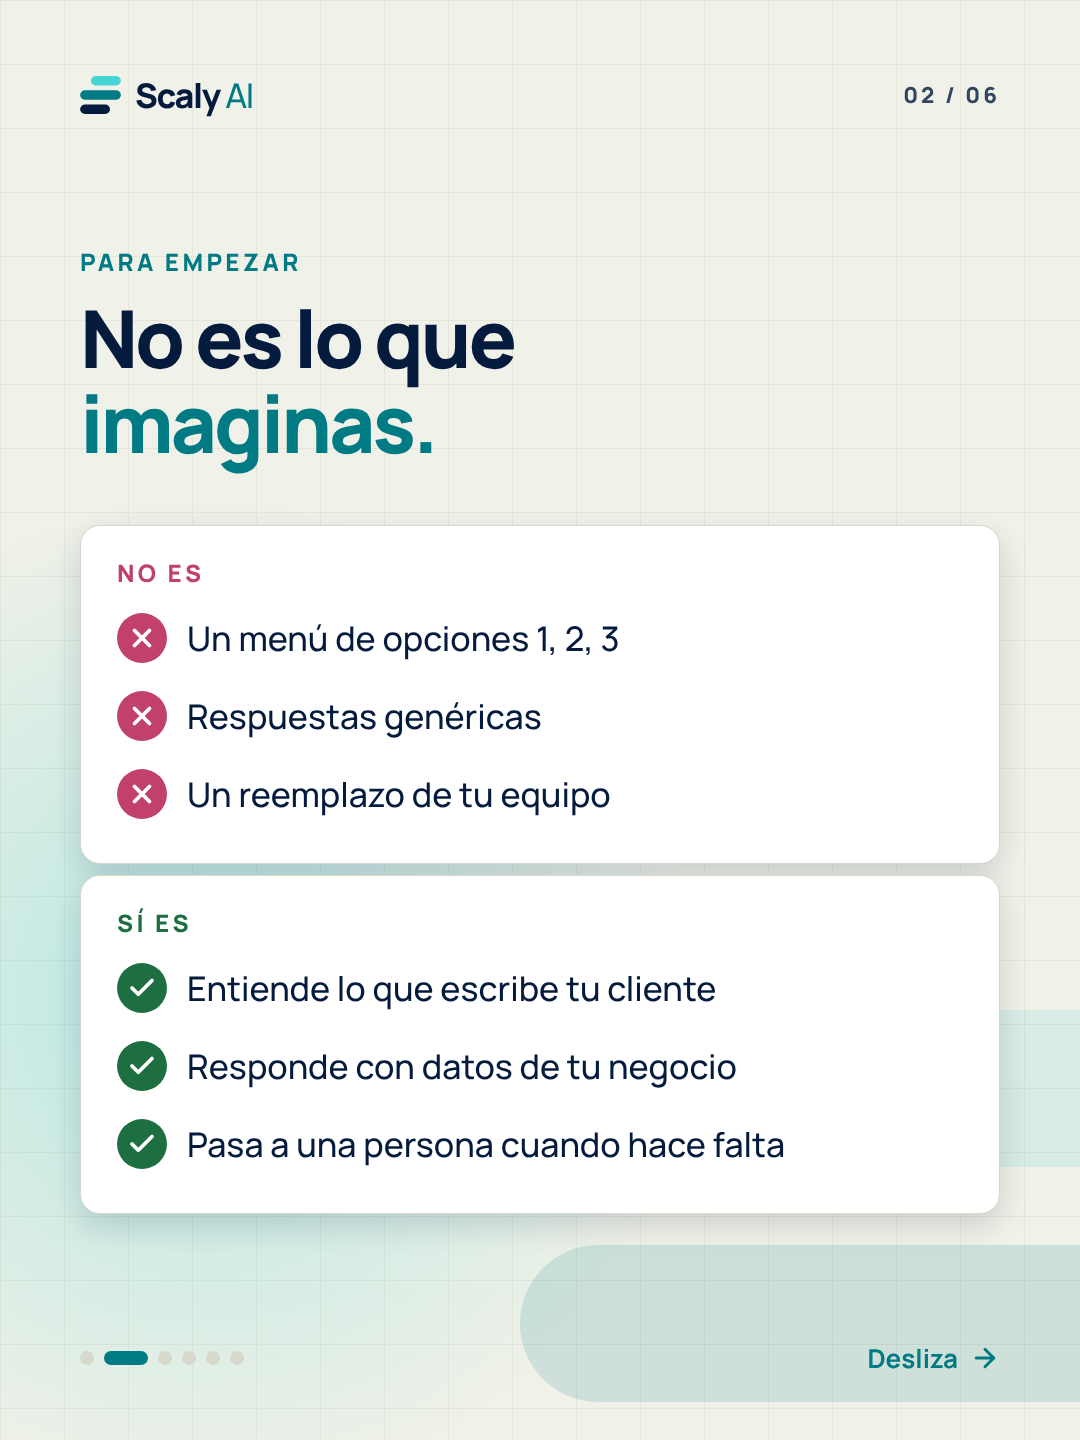 Scaly AI
02 / 06
PARA EMPEZAR
No es lo que
imaginas.
NO ES
Un menú de opciones 1, 2, 3
Respuestas genéricas
Un reemplazo de tu equipo
SÍ ES
Entiende lo que escribe tu cliente
Responde con datos de tu negocio
Pasa a una persona cuando hace falta
Desliza →